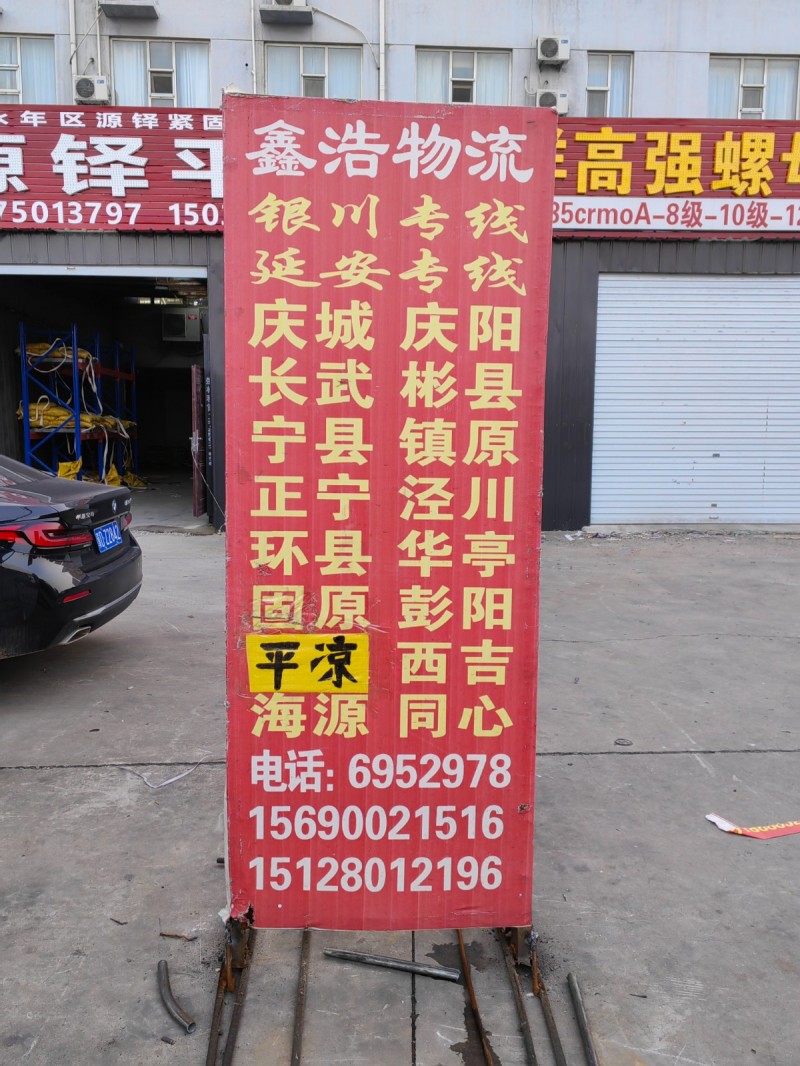 鑫浩物流
银川专线
延安专线
庆城 庆阳
长武 彬县
宁县 镇原
正宁 泾川
环县 华亭
固原 彭阳
平凉 西吉
海源 同心
电话: 6952978
15690021516
15128012196
年区源铎紧固
源铎平
75013797 150
高强螺母
35crmoA-8级-10级-12